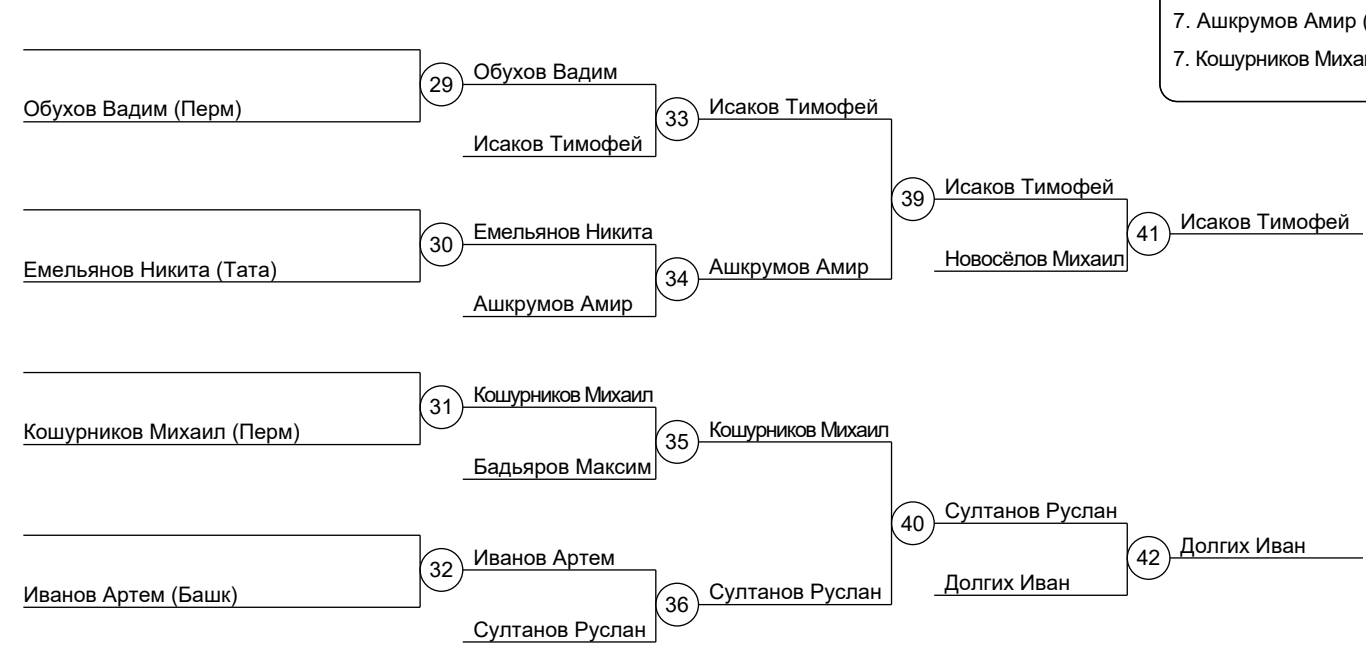 7. Ашкрумов Амир (
7. Кошурников Михаи
29
Обухов Вадим
Обухов Вадим (Перм)
33
Исаков Тимофей
Исаков Тимофей
39
Исаков Тимофей
41
Исаков Тимофей
30
Емельянов Никита
Новосёлов Михаил
Емельянов Никита (Тата)
34
Ашкрумов Амир
Ашкрумов Амир
31
Кошурников Михаил
Кошурников Михаил (Перм)
35
Кошурников Михаил
Бадьяров Максим
40
Султанов Руслан
42
Долгих Иван
32
Иванов Артем
Долгих Иван
Иванов Артем (Башк)
36
Султанов Руслан
Султанов Руслан